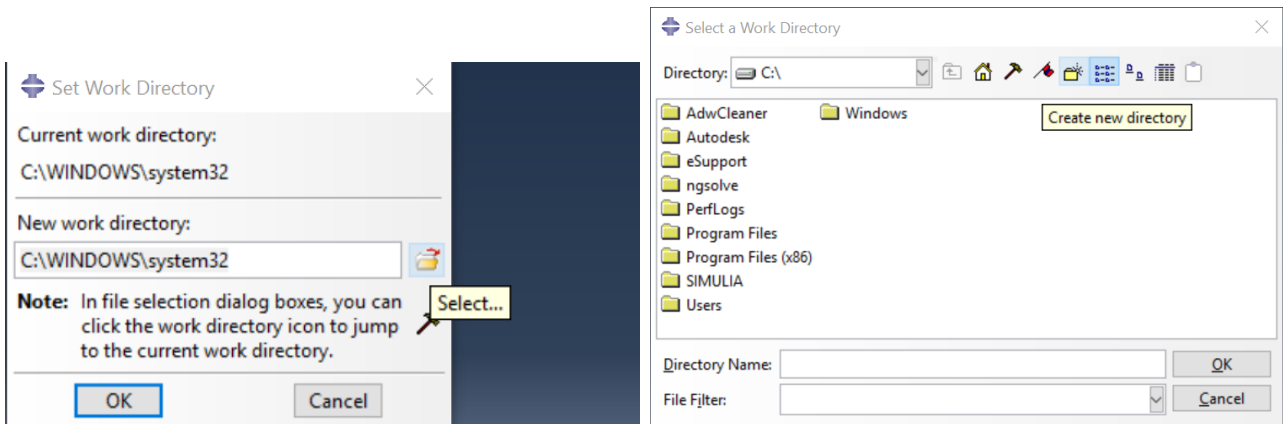 Set Work Directory
Current work directory:
C:\WINDOWS\system32
New work directory:
C:\WINDOWS\system32
Select...
Note: In file selection dialog boxes, you can
click the work directory icon to jump
to the current work directory.
OK Cancel
Select a Work Directory
Directory: C:\
Create new directory
AdwCleaner Windows
Autodesk
eSupport
ngsolve
PerfLogs
Program Files
Program Files (x86)
SIMULIA
Users
Directory Name: OK
File Filter: Cancel